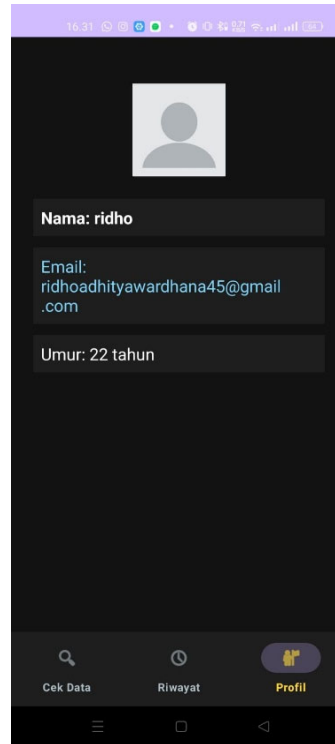 16.31
Nama: ridho
Email:
ridhoadhityawardhana45@gmail
.com
Umur: 22 tahun
Cek Data
Riwayat
Profil